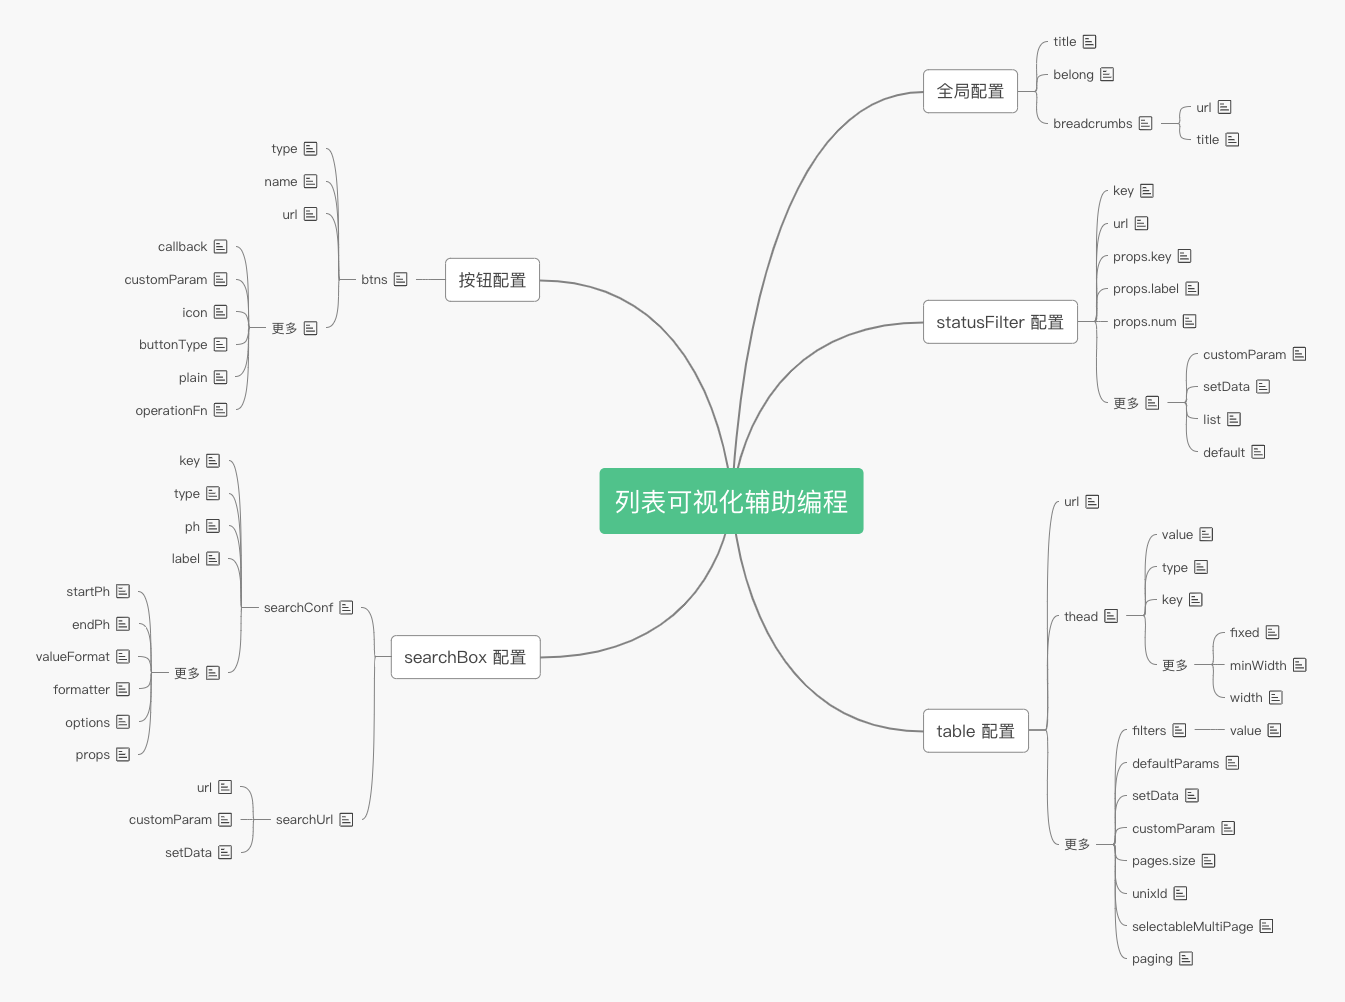 列表可视化辅助编程
全局配置
title
belong
breadcrumbs
url
title
statusFilter 配置
key
url
props.key
props.label
props.num
更多
customParam
setData
list
default
table 配置
url
thead
value
type
key
更多
fixed
minWidth
width
更多
filters
value
defaultParams
setData
customParam
pages.size
unixId
selectableMultiPage
paging
按钮配置
btns
type
name
url
更多
callback
customParam
icon
buttonType
plain
operationFn
searchBox 配置
searchConf
key
type
ph
label
更多
startPh
endPh
valueFormat
formatter
options
props
searchUrl
url
customParam
setData